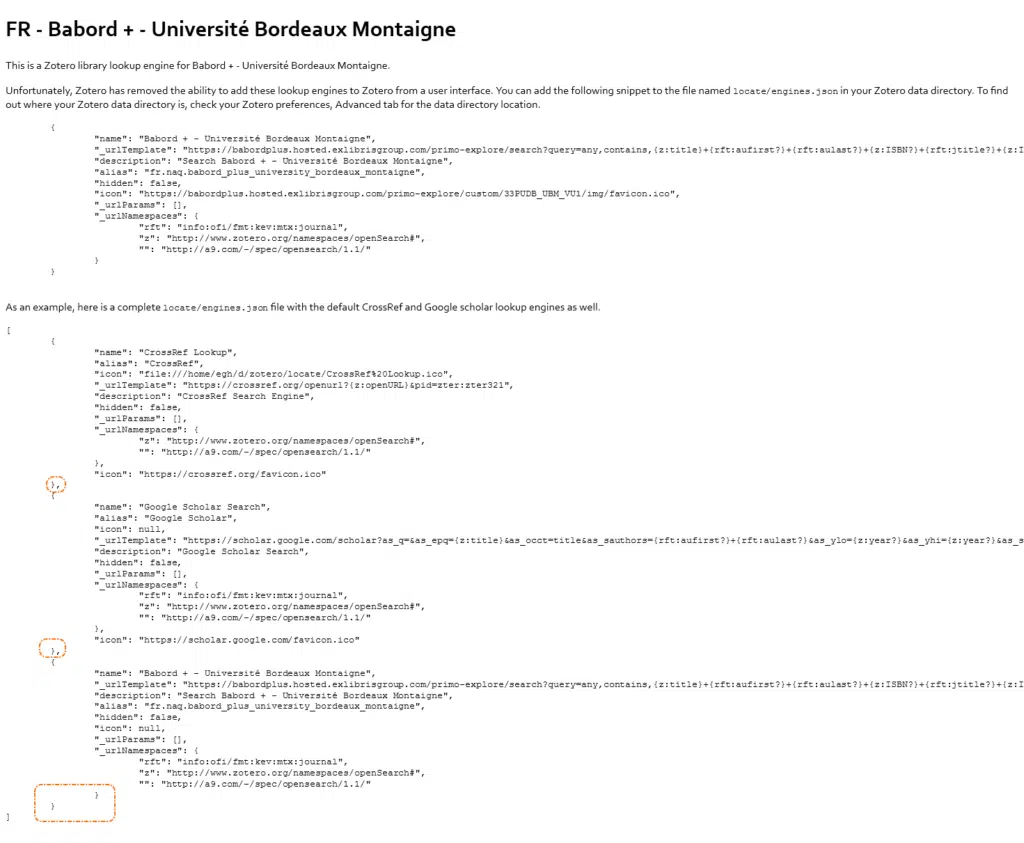 FR - Babord + - Université Bordeaux Montaigne
This is a Zotero library lookup engine for Babord + - Université Bordeaux Montaigne.
Unfortunately, Zotero has removed the ability to add these lookup engines to Zotero from a user interface. You can add the following snippet to the file named locate/engines.json in your Zotero data directory. To find
out where your Zotero data directory is, check your Zotero preferences, Advanced tab for the data directory location.
{
"name": "Babord + - Université Bordeaux Montaigne",
"_urlTemplate": "https://babordplus.hosted.exlibrisgroup.com/primo-explore/search?query=any,contains,{z:title}+{rft:aufirst?}+{rft:aulast?}+{z:ISBN?}+{rft:jtitle?}+{z:I
"description": "Search Babord + - Université Bordeaux Montaigne",
"alias": "fr.naq.babord_plus_university_bordeaux_montaigne",
"hidden": false,
"icon": "https://babordplus.hosted.exlibrisgroup.com/primo-explore/custom/33PUDB_UBM_VU1/img/favicon.ico",
"_urlParams": [],
"_urlNamespaces": {
"rft": "info:ofi/fmt:kev:mtx:journal",
"z": "http://www.zotero.org/namespaces/openSearch#",
"": "http://a9.com/-/spec/opensearch/1.1/"
}
}
As an example, here is a complete locate/engines.json file with the default CrossRef and Google scholar lookup engines as well.
[
{
"name": "CrossRef Lookup",
"alias": "CrossRef",
"icon": "file:///home/egh/d/zotero/locate/CrossRef%20Lookup.ico",
"_urlTemplate": "https://crossref.org/openurl?{z:openURL}&pid=zter:zter321",
"description": "CrossRef Search Engine",
"hidden": false,
"_urlParams": [],
"_urlNamespaces": {
"z": "http://www.zotero.org/namespaces/openSearch#",
"": "http://a9.com/-/spec/opensearch/1.1/"
},
"icon": "https://crossref.org/favicon.ico"
},
{
"name": "Google Scholar Search",
"alias": "Google Scholar",
"icon": null,
"_urlTemplate": "https://scholar.google.com/scholar?as_q=&as_epq={z:title}&as_occt=title&as_sauthors={rft:aufirst?}+{rft:aulast?}&as_ylo={z:year?}&as_yhi={z:year?}&as_s
"description": "Google Scholar Search",
"hidden": false,
"_urlParams": [],
"_urlNamespaces": {
"rft": "info:ofi/fmt:kev:mtx:journal",
"z": "http://www.zotero.org/namespaces/openSearch#",
"": "http://a9.com/-/spec/opensearch/1.1/"
},
"icon": "https://scholar.google.com/favicon.ico"
},
{
"name": "Babord + - Université Bordeaux Montaigne",
"_urlTemplate": "https://babordplus.hosted.exlibrisgroup.com/primo-explore/search?query=any,contains,{z:title}+{rft:aufirst?}+{rft:aulast?}+{z:ISBN?}+{rft:jtitle?}+{z:I
"description": "Search Babord + - Université Bordeaux Montaigne",
"alias": "fr.naq.babord_plus_university_bordeaux_montaigne",
"hidden": false,
"icon": null,
"_urlParams": [],
"_urlNamespaces": {
"rft": "info:ofi/fmt:kev:mtx:journal",
"z": "http://www.zotero.org/namespaces/openSearch#",
"": "http://a9.com/-/spec/opensearch/1.1/"
}
}
]